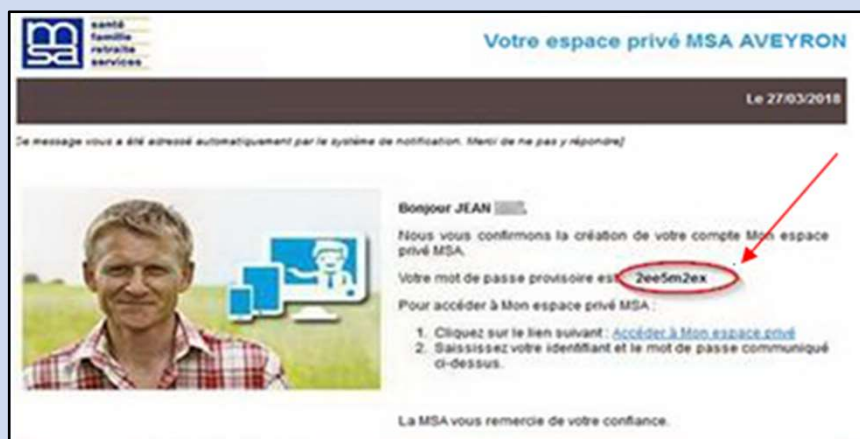 msa
santé
famille
retraite
services
Votre espace privé MSA AVEYRON
Le 27/03/2018
Ce message vous a été adressé automatiquement par le système de notification. Merci de ne pas y répondre]
Bonjour JEAN
Nous vous confirmons la création de votre compte Mon espace
privé MSA.
Votre mot de passe provisoire est 2ee5m2ex
Pour accéder à Mon espace privé MSA :
1. Cliquez sur le lien suivant : Accéder à Mon espace privé
2. Saississez votre identifiant et le mot de passe communiqué
ci-dessus.
La MSA vous remercie de votre confiance.